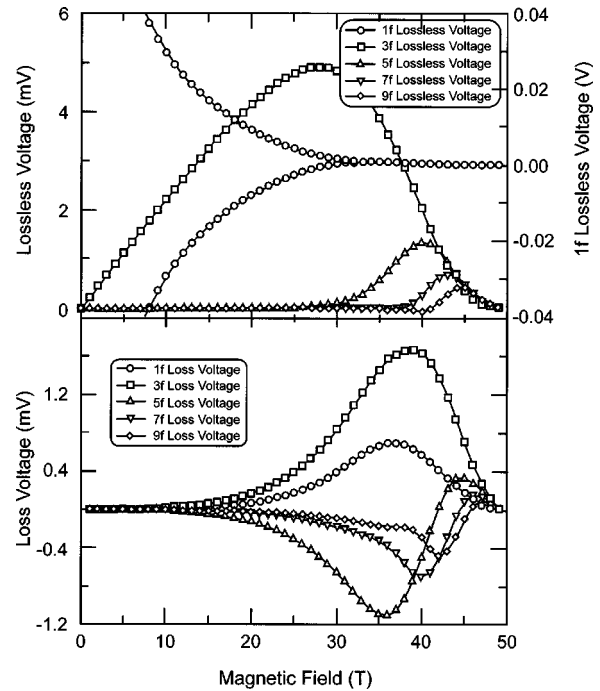 6
4
2
0
Lossless Voltage (mV)
1f Lossless Voltage
3f Lossless Voltage
5f Lossless Voltage
7f Lossless Voltage
9f Lossless Voltage
0.04
0.02
0.00
-0.02
-0.04
1f Lossless Voltage (V)
1.2
0.4
-0.4
-1.2
Loss Voltage (mV)
1f Loss Voltage
3f Loss Voltage
5f Loss Voltage
7f Loss Voltage
9f Loss Voltage
0 10 20 30 40 50
Magnetic Field (T)